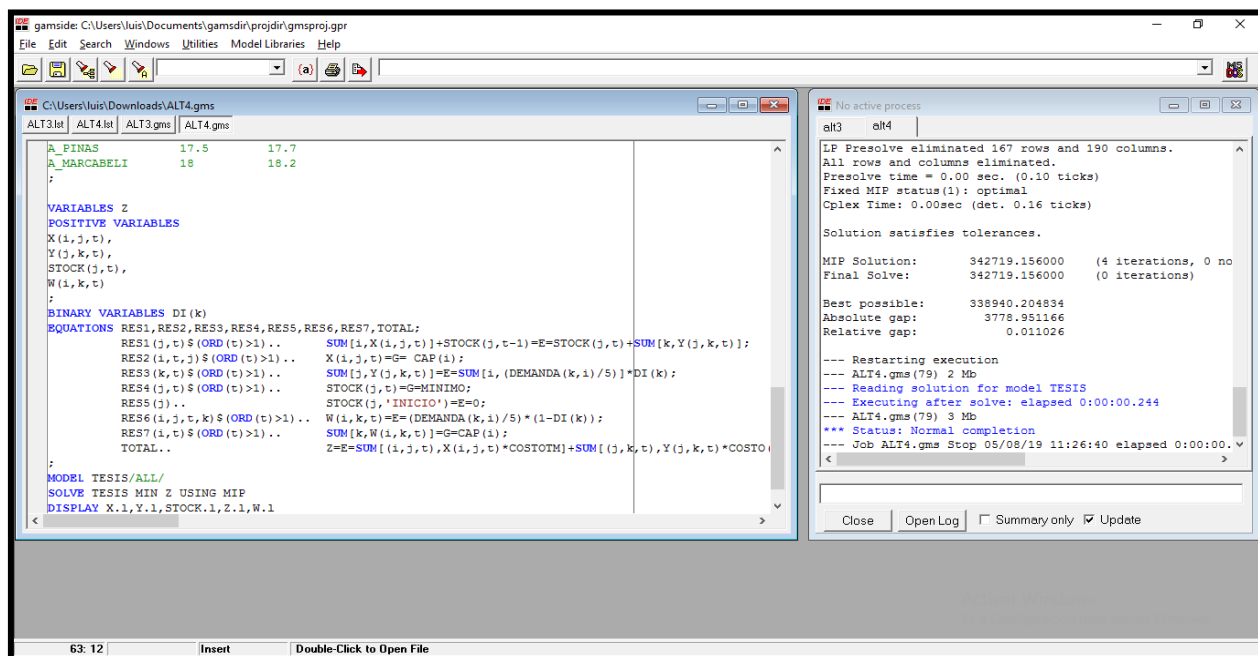 gamside: C:\Users\luis\Documents\gamsdir\projdir\gmsproj.gpr
File Edit Search Windows Utilities Model Libraries Help
{a}
C:\Users\luis\Downloads\ALT4.gms
ALT3.lst ALT4.lst ALT3.gms ALT4.gms
A_PINAS 17.5 17.7
A_MARCABELI 18 18.2
;
VARIABLES Z
POSITIVE VARIABLES
X(i,j,t),
Y(j,k,t),
STOCK(j,t),
W(i,k,t)
;
BINARY VARIABLES DI(k)
EQUATIONS RES1,RES2,RES3,RES4,RES5,RES6,RES7,TOTAL;
RES1(j,t)$(ORD(t)>1).. SUM[i,X(i,j,t)]+STOCK(j,t-1)=E=STOCK(j,t)+SUM[k,Y(j,k,t)];
RES2(i,t,j)$(ORD(t)>1).. X(i,j,t)=G= CAP(i);
RES3(k,t)$(ORD(t)>1).. SUM[j,Y(j,k,t)]=E=SUM[i,(DEMANDA(k,i)/5)]*DI(k);
RES4(j,t)$(ORD(t)>1).. STOCK(j,t)=G=MINIMO;
RES5(j).. STOCK(j,'INICIO')=E=0;
RES6(i,j,t,k)$(ORD(t)>1).. W(i,k,t)=E=(DEMANDA(k,i)/5)*(1-DI(k));
RES7(i,t)$(ORD(t)>1).. SUM[k,W(i,k,t)]=G=CAP(i);
TOTAL.. Z=E=SUM[(i,j,t),X(i,j,t)*COSTOTM]+SUM[(j,k,t),Y(j,k,t)*COSTO(
;
MODEL TESIS/ALL/
SOLVE TESIS MIN Z USING MIP
DISPLAY X.l,Y.l,STOCK.l,Z.l,W.l
No active process
alt3 alt4
LP Presolve eliminated 167 rows and 190 columns.
All rows and columns eliminated.
Presolve time = 0.00 sec. (0.10 ticks)
Fixed MIP status(1): optimal
Cplex Time: 0.00sec (det. 0.16 ticks)
Solution satisfies tolerances.
MIP Solution: 342719.156000 (4 iterations, 0 no
Final Solve: 342719.156000 (0 iterations)
Best possible: 338940.204834
Absolute gap: 3778.951166
Relative gap: 0.011026
--- Restarting execution
--- ALT4.gms(79) 2 Mb
--- Reading solution for model TESIS
--- Executing after solve: elapsed 0:00:00.244
--- ALT4.gms(79) 3 Mb
*** Status: Normal completion
--- Job ALT4.gms Stop 05/08/19 11:26:40 elapsed 0:00:00.
Close Open Log Summary only Update
63: 12 Insert Double-Click to Open File